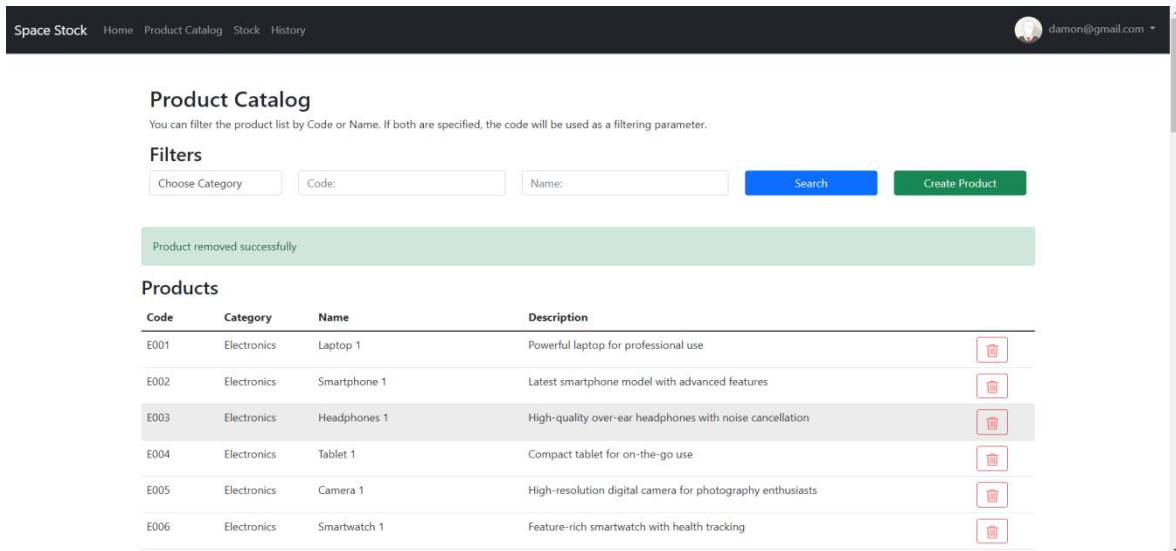 Space Stock Home Product Catalog Stock History damon@gmail.com
Product Catalog
You can filter the product list by Code or Name. If both are specified, the code will be used as a filtering parameter.
Filters
Choose Category Code: Name: Search Create Product
Product removed successfully
Products
Code Category Name Description
E001 Electronics Laptop 1 Powerful laptop for professional use
E002 Electronics Smartphone 1 Latest smartphone model with advanced features
E003 Electronics Headphones 1 High-quality over-ear headphones with noise cancellation
E004 Electronics Tablet 1 Compact tablet for on-the-go use
E005 Electronics Camera 1 High-resolution digital camera for photography enthusiasts
E006 Electronics Smartwatch 1 Feature-rich smartwatch with health tracking